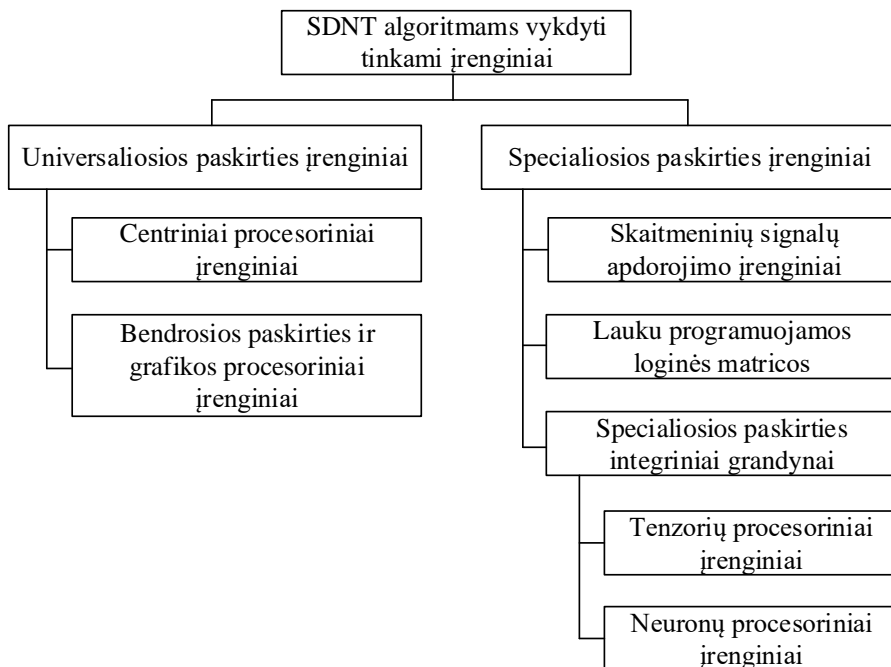 SDNT algoritmams vykdyti
tinkami įrenginiai
Universaliosios paskirties įrenginiai
Centriniai procesoriniai
įrenginiai
Bendrosios paskirties ir
grafikos procesoriniai
įrenginiai
Specialiosios paskirties įrenginiai
Skaitmeninių signalų
apdorojimo įrenginiai
Lauku programuojamos
loginės matricos
Specialiosios paskirties
integriniai grandynai
Tenzorių procesoriniai
įrenginiai
Neuronų procesoriniai
įrenginiai